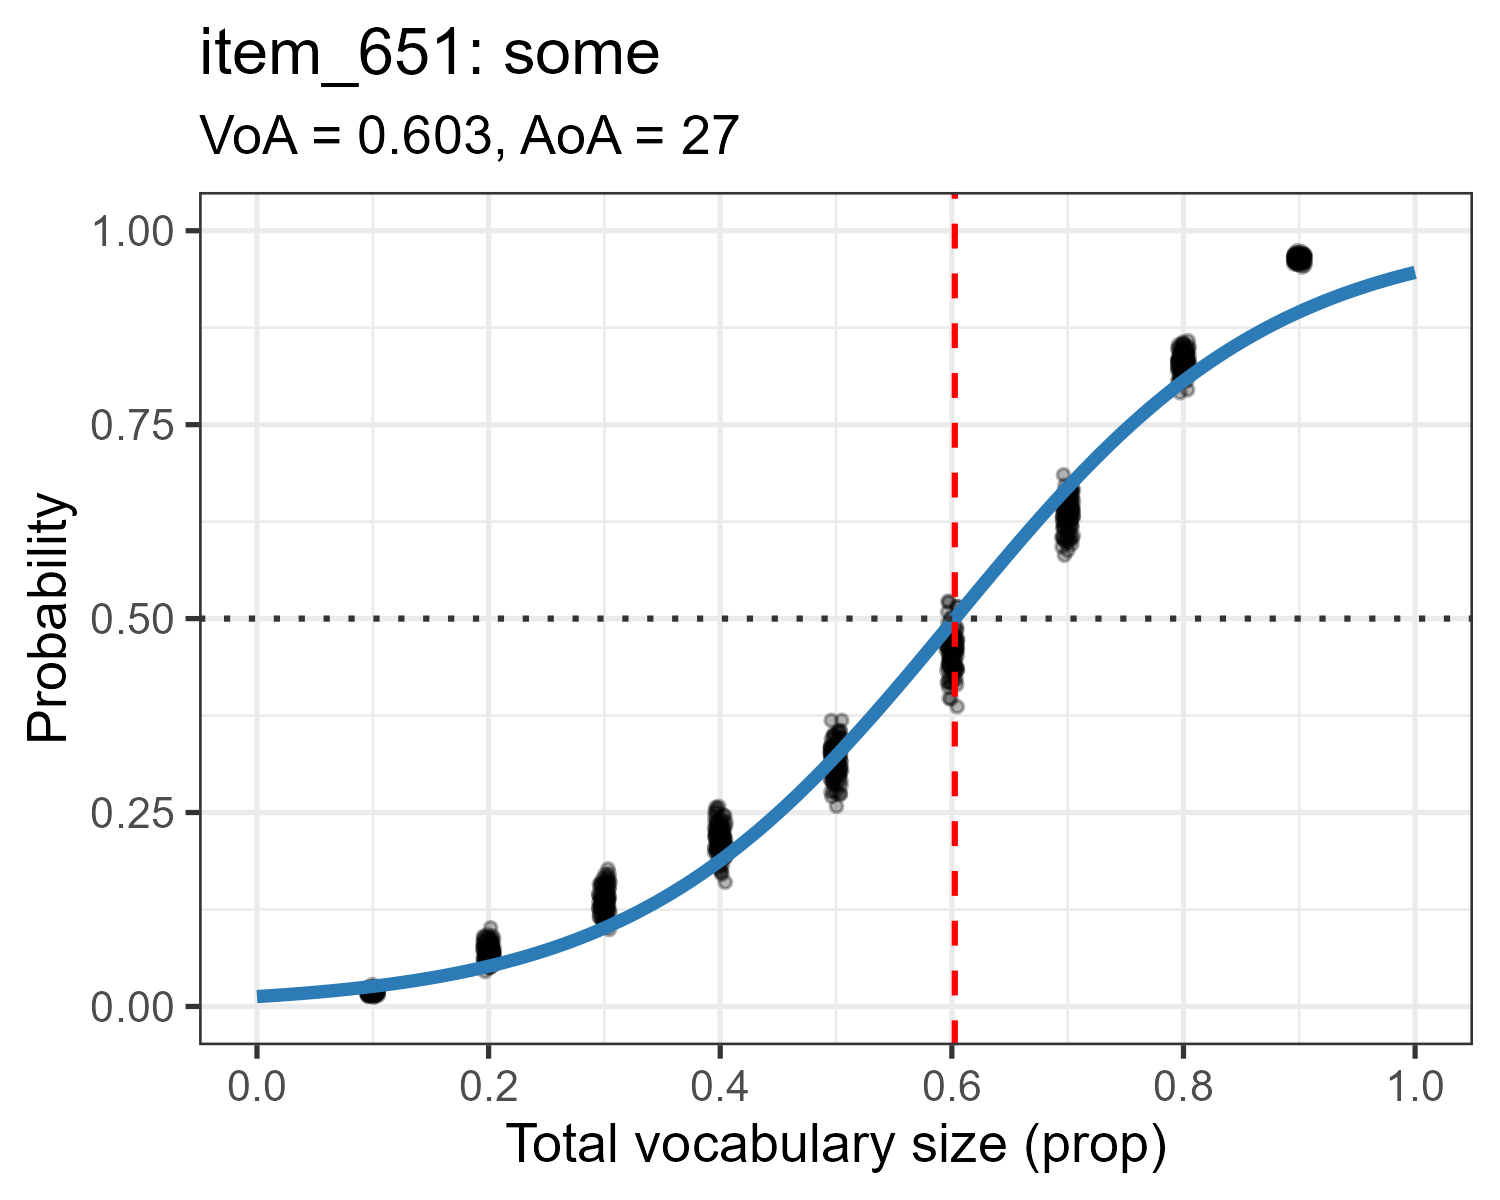 item_651: some
VoA = 0.603, AoA = 27
1.00
0.75
0.50
0.25
0.00
Probability
0.0 0.2 0.4 0.6 0.8 1.0
Total vocabulary size (prop)